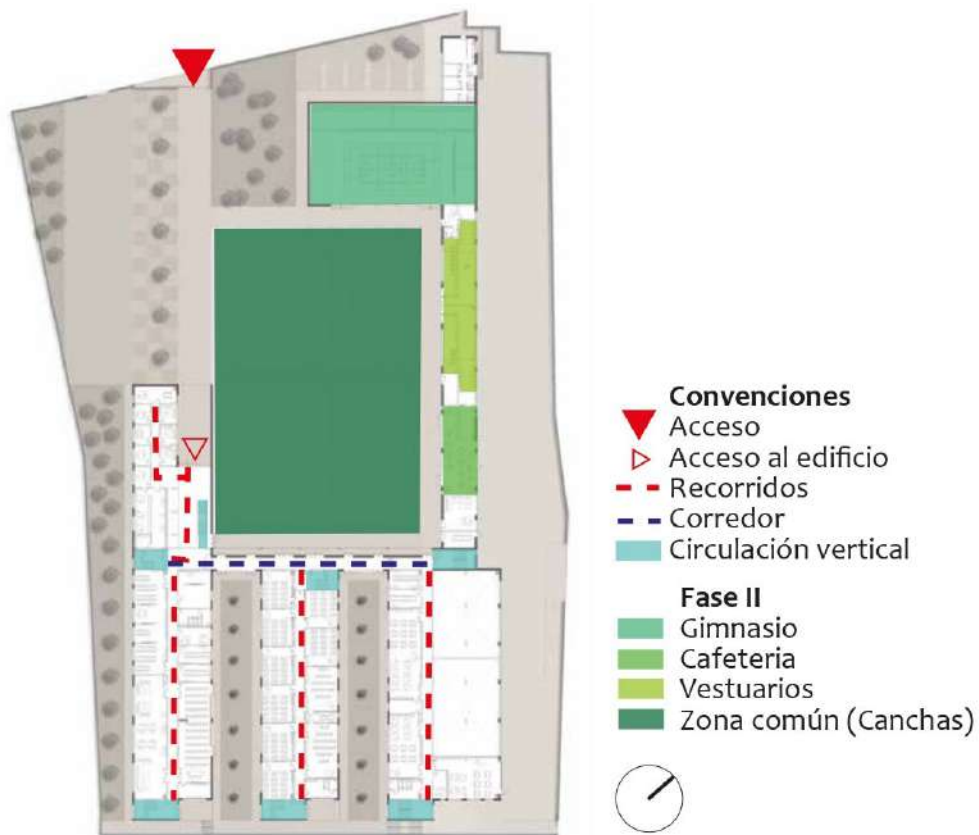 Convenciones
Acceso
Acceso al edificio
Recorridos
Corredor
Circulación vertical
Fase II
Gimnasio
Cafeteria
Vestuarios
Zona común (Canchas)